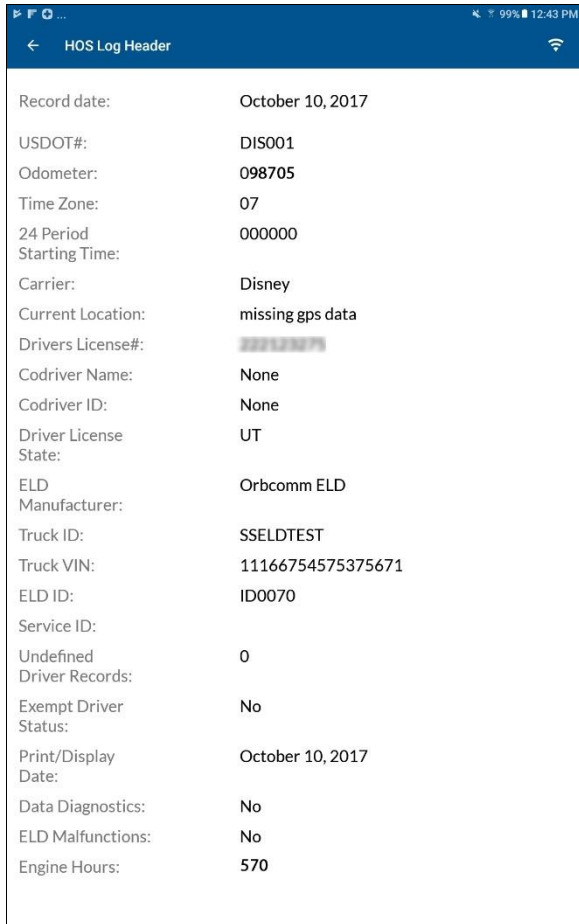 99% 12:43 PM
HOS Log Header
Record date: October 10, 2017
USDOT#: DIS001
Odometer: 098705
Time Zone: 07
24 Period 000000
Starting Time:
Carrier: Disney
Current Location: missing gps data
Drivers License#:
Codriver Name: None
Codriver ID: None
Driver License UT
State:
ELD Orbcomm ELD
Manufacturer:
Truck ID: SSELDTEST
Truck VIN: 11166754575375671
ELD ID: ID0070
Service ID:
Undefined 0
Driver Records:
Exempt Driver No
Status:
Print/Display October 10, 2017
Date:
Data Diagnostics: No
ELD Malfunctions: No
Engine Hours: 570